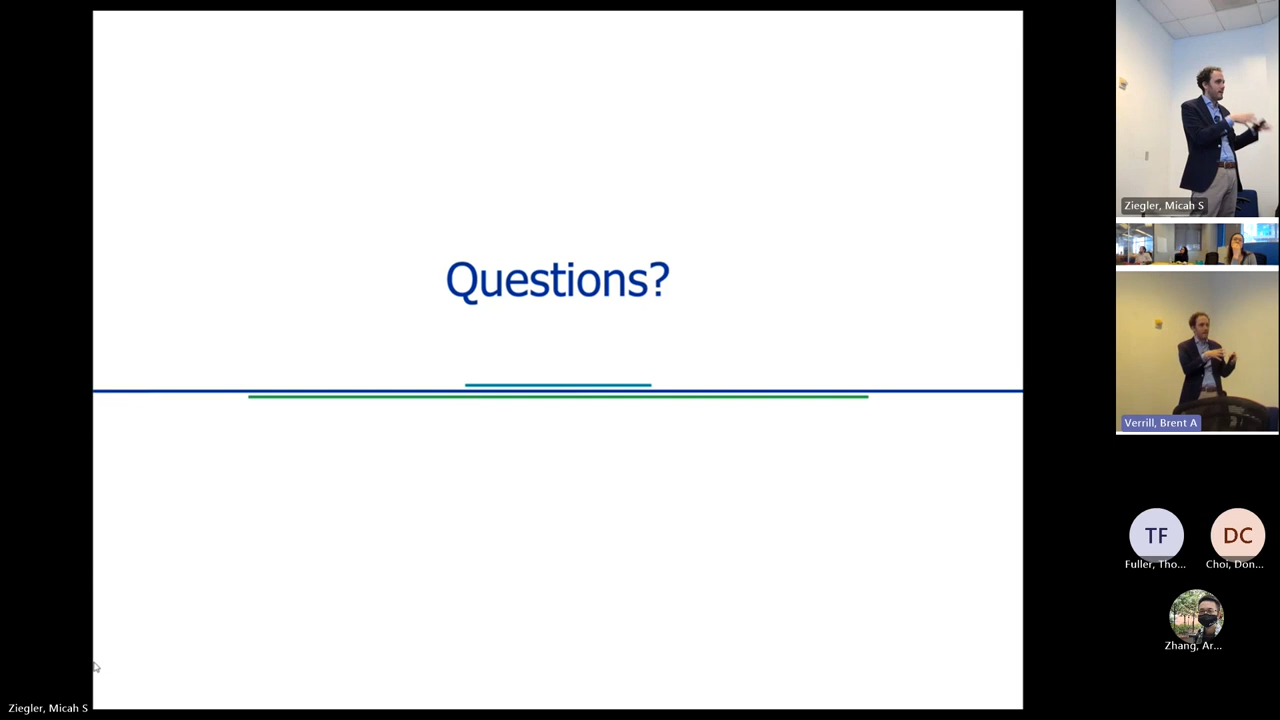 Questions?
Ziegler, Micah S
Verrill, Brent A
TF
DC
Fuller, Tho...
Choi, Don...
Zhang, Ar...
Ziegler, Micah S